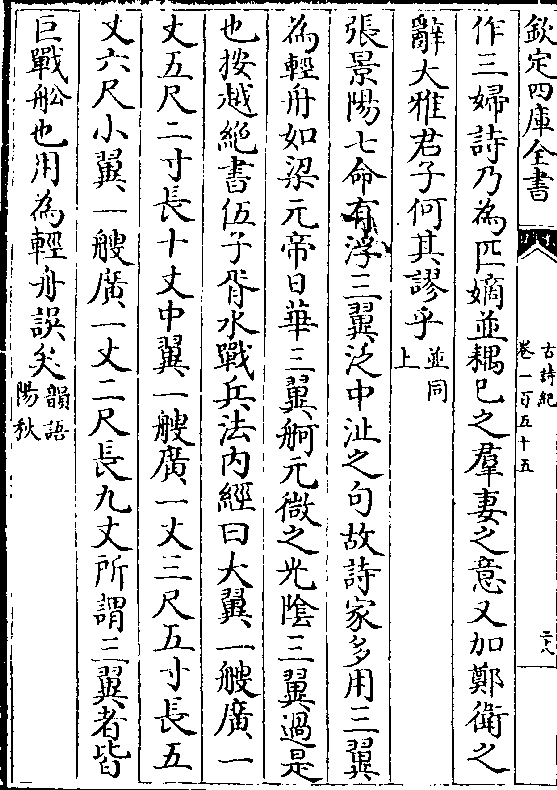 欽定四庫全書
古詩紀
卷一百五十五
二十八
作三婦詩乃為匹嫡並耦己之羣妻之意又加鄭衛之
辭大雅君子何其謬乎並同上
張景陽七命有浮三翼泛中沚之句故詩家多用三翼
為輕舟如梁元帝日華三翼舸元微之光陰三翼過是
也按越絶書伍子胥水戰兵法内經曰大翼一艘廣一
丈五尺二寸長十丈中翼一艘廣一丈三尺五寸長五
丈六尺小翼一艘廣一丈二尺長九丈所謂三翼者皆
巨戰舩也用為輕舟誤矣韻語陽秋